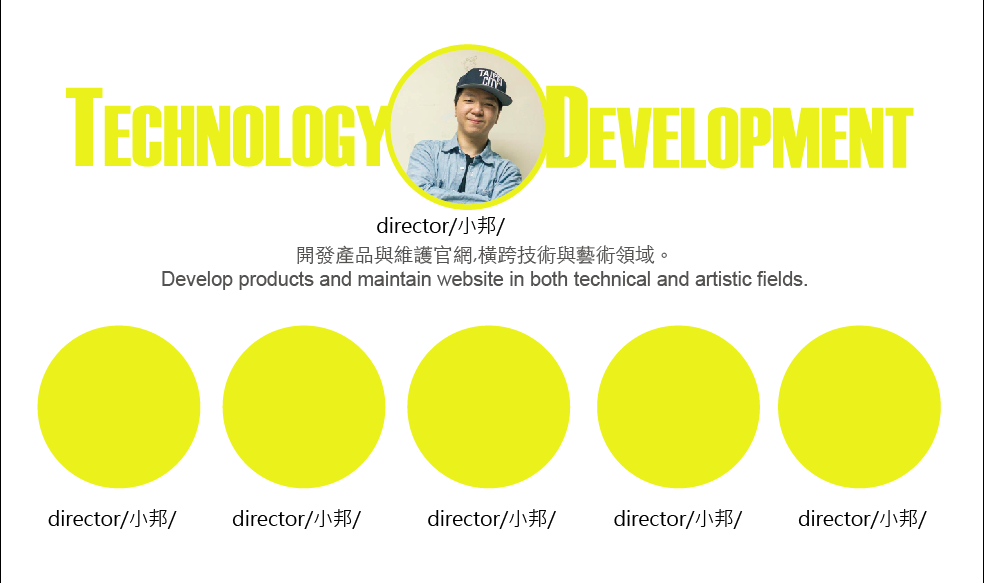 TECHNOLOGY DEVELOPMENT
TAIPEI
CITY
director/小邦/
開發產品與維護官網,橫跨技術與藝術領域。
Develop products and maintain website in both technical and artistic fields.
director/小邦/ director/小邦/ director/小邦/ director/小邦/ director/小邦/